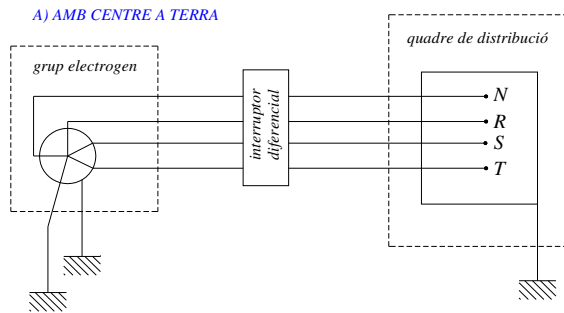 A) AMB CENTRE A TERRA
grup electrogen
interruptor
diferencial
quadre de distribució
N
R
S
T